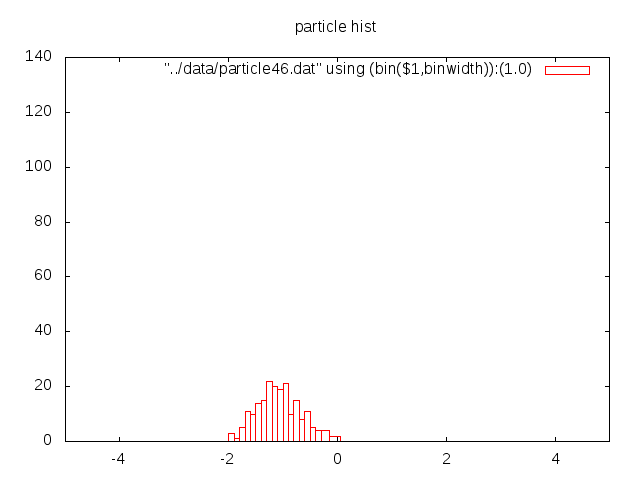 particle hist
140
"../data/particle46.dat" using (bin($1,binwidth)):(1.0)
120
100
80
60
40
20
0
-4 -2 0 2 4